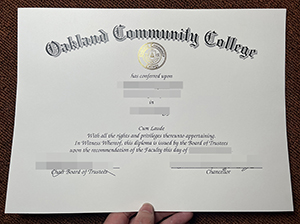 Oakland Community College
has conferred upon
in
Cum Laude
With all the rights and privileges thereunto appertaining.
In Witness Whereof, this diploma is issued by the Board of Trustees
upon the recommendation of the Faculty this day of
Chair Board of Trustees
Chancellor